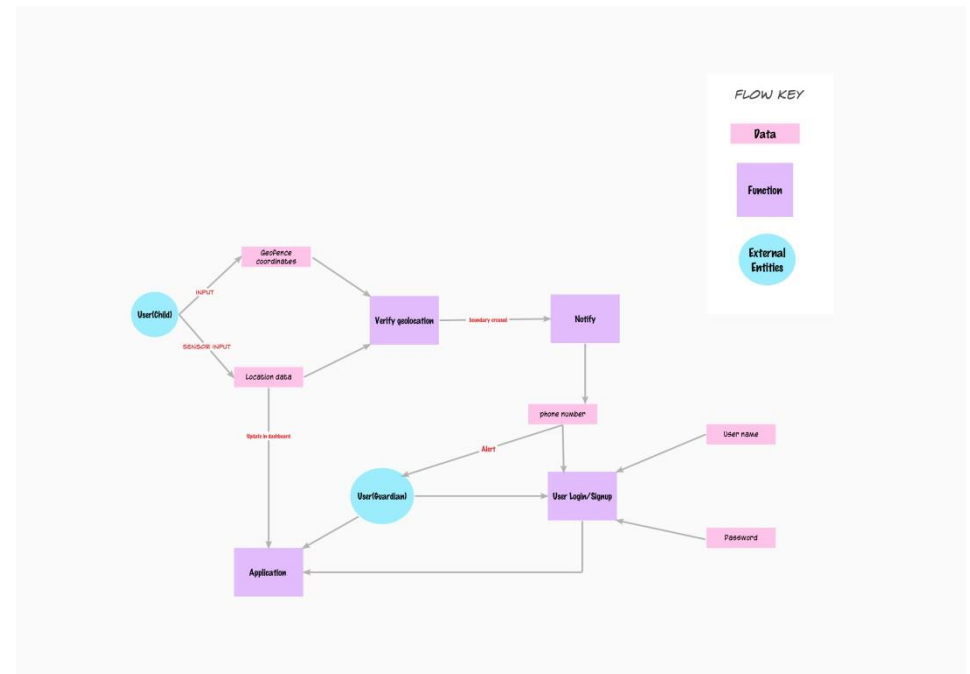 FLOW KEY
Data
Function
External
Entities
Geofence
coordinates
INPUT
User(Child)
SENSOR INPUT
Location data
Verify geolocation
boundary crossed
Notify
phone number
Update in dashboard
Alert
User name
User(Guardian)
User Login/Signup
Password
Application